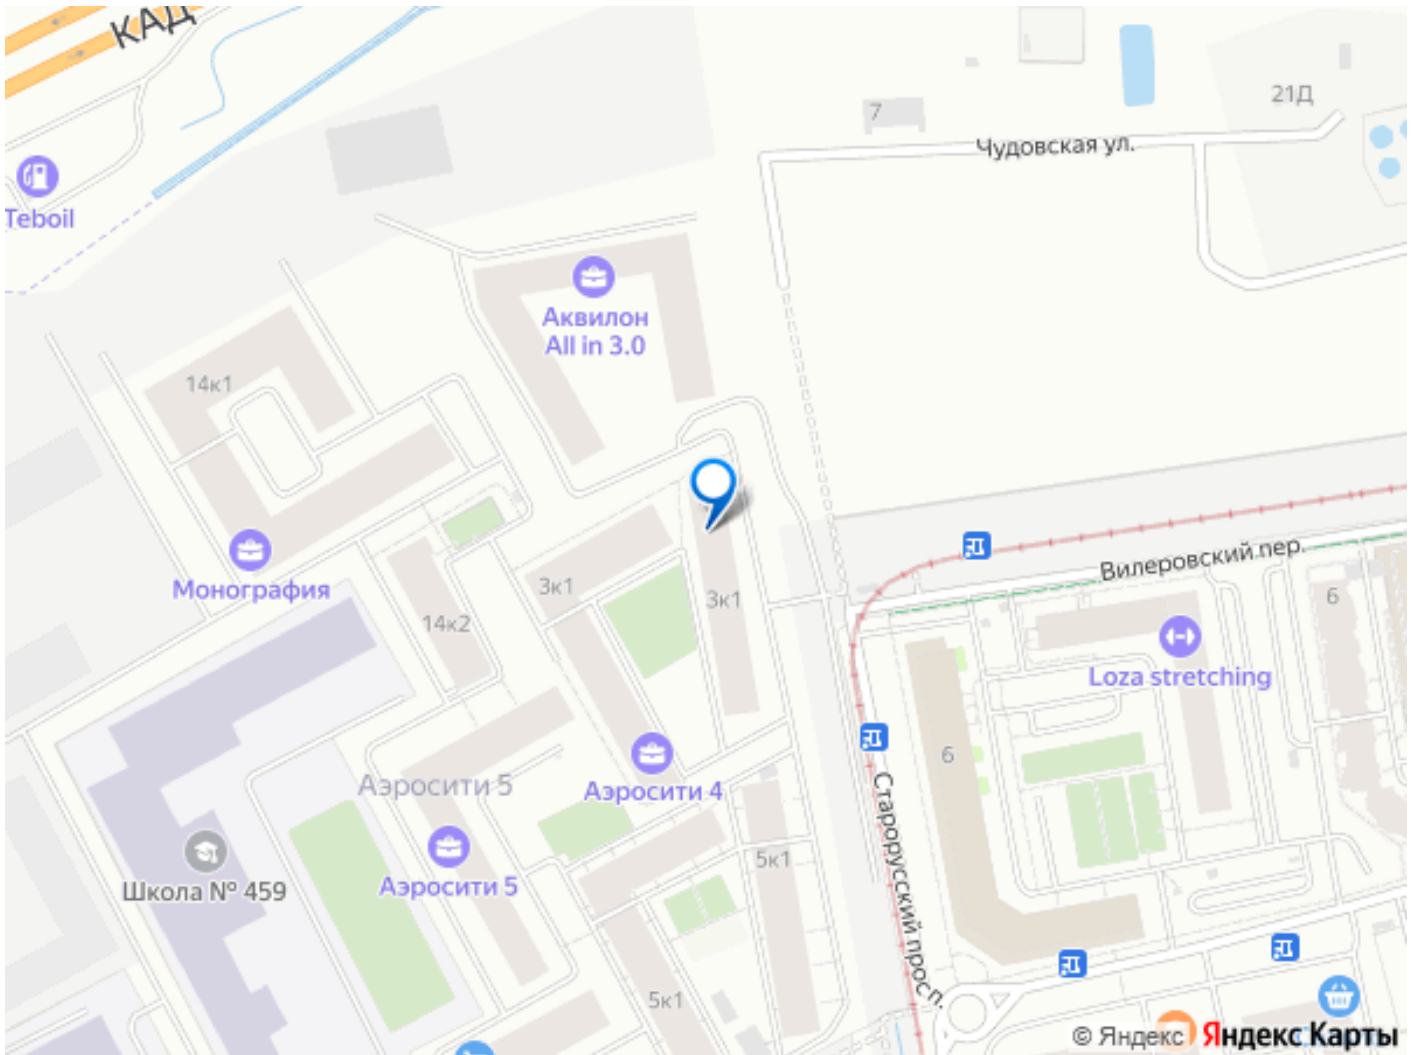 КАД
7
21Д
Чудовская ул.
Teboil
Аквилон
All in 3.0
14к1
Монография
3к1
3к1
14к2
Вилеровский пер.
6
Loza stretching
Аэросити 5
Аэросити 4
6
Старорусский просп.
Школа № 459
Аэросити 5
5к1
5к1
© Яндекс Яндекс Карты